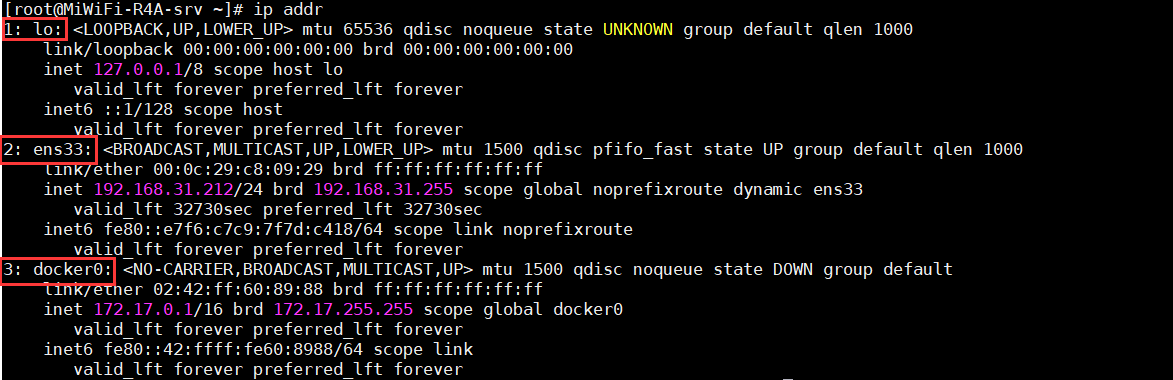 [root@MiWiFi-R4A-srv ~]# ip addr
1: lo: <LOOPBACK,UP,LOWER_UP> mtu 65536 qdisc noqueue state UNKNOWN group default qlen 1000
link/loopback 00:00:00:00:00:00 brd 00:00:00:00:00:00
inet 127.0.0.1/8 scope host lo
valid_lft forever preferred_lft forever
inet6 ::1/128 scope host
valid_lft forever preferred_lft forever
2: ens33: <BROADCAST,MULTICAST,UP,LOWER_UP> mtu 1500 qdisc pfifo_fast state UP group default qlen 1000
link/ether 00:0c:29:c8:09:29 brd ff:ff:ff:ff:ff:ff
inet 192.168.31.212/24 brd 192.168.31.255 scope global noprefixroute dynamic ens33
valid_lft 32730sec preferred_lft 32730sec
inet6 fe80::e7f6:c7c9:7f7d:c418/64 scope link noprefixroute
valid_lft forever preferred_lft forever
3: docker0: <NO-CARRIER,BROADCAST,MULTICAST,UP> mtu 1500 qdisc noqueue state DOWN group default
link/ether 02:42:ff:60:89:88 brd ff:ff:ff:ff:ff:ff
inet 172.17.0.1/16 brd 172.17.255.255 scope global docker0
valid_lft forever preferred_lft forever
inet6 fe80::42:ffff:fe60:8988/64 scope link
valid_lft forever preferred_lft forever